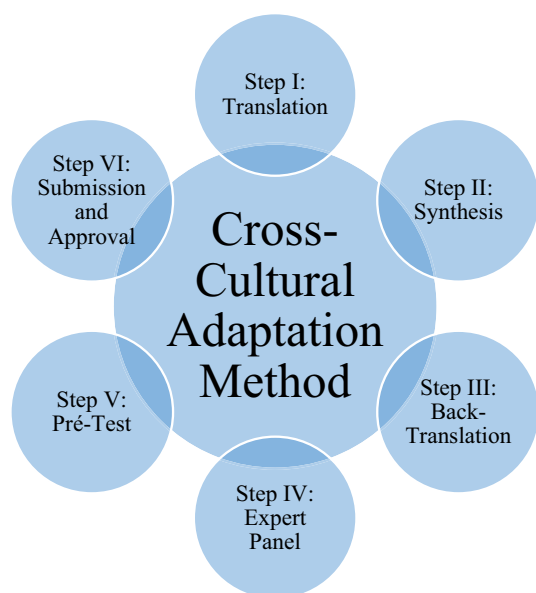 Step I:
Translation
Step II:
Synthesis
Step III:
Back-
Translation
Step IV:
Expert
Panel
Step V:
Pré-Test
Step VI:
Submission
and
Approval
Cross-
Cultural
Adaptation
Method